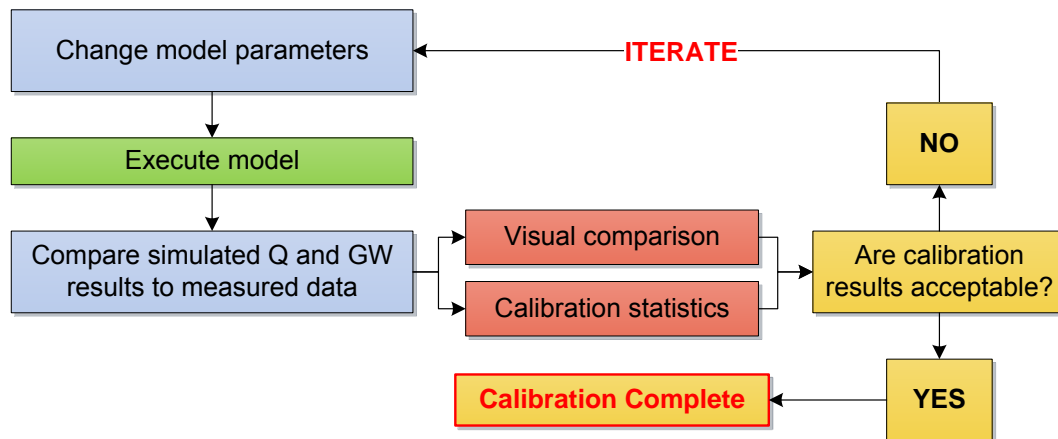 Change model parameters
ITERATE
Execute model
NO
Compare simulated Q and GW
results to measured data
Visual comparison
Calibration statistics
Are calibration
results acceptable?
YES
Calibration Complete